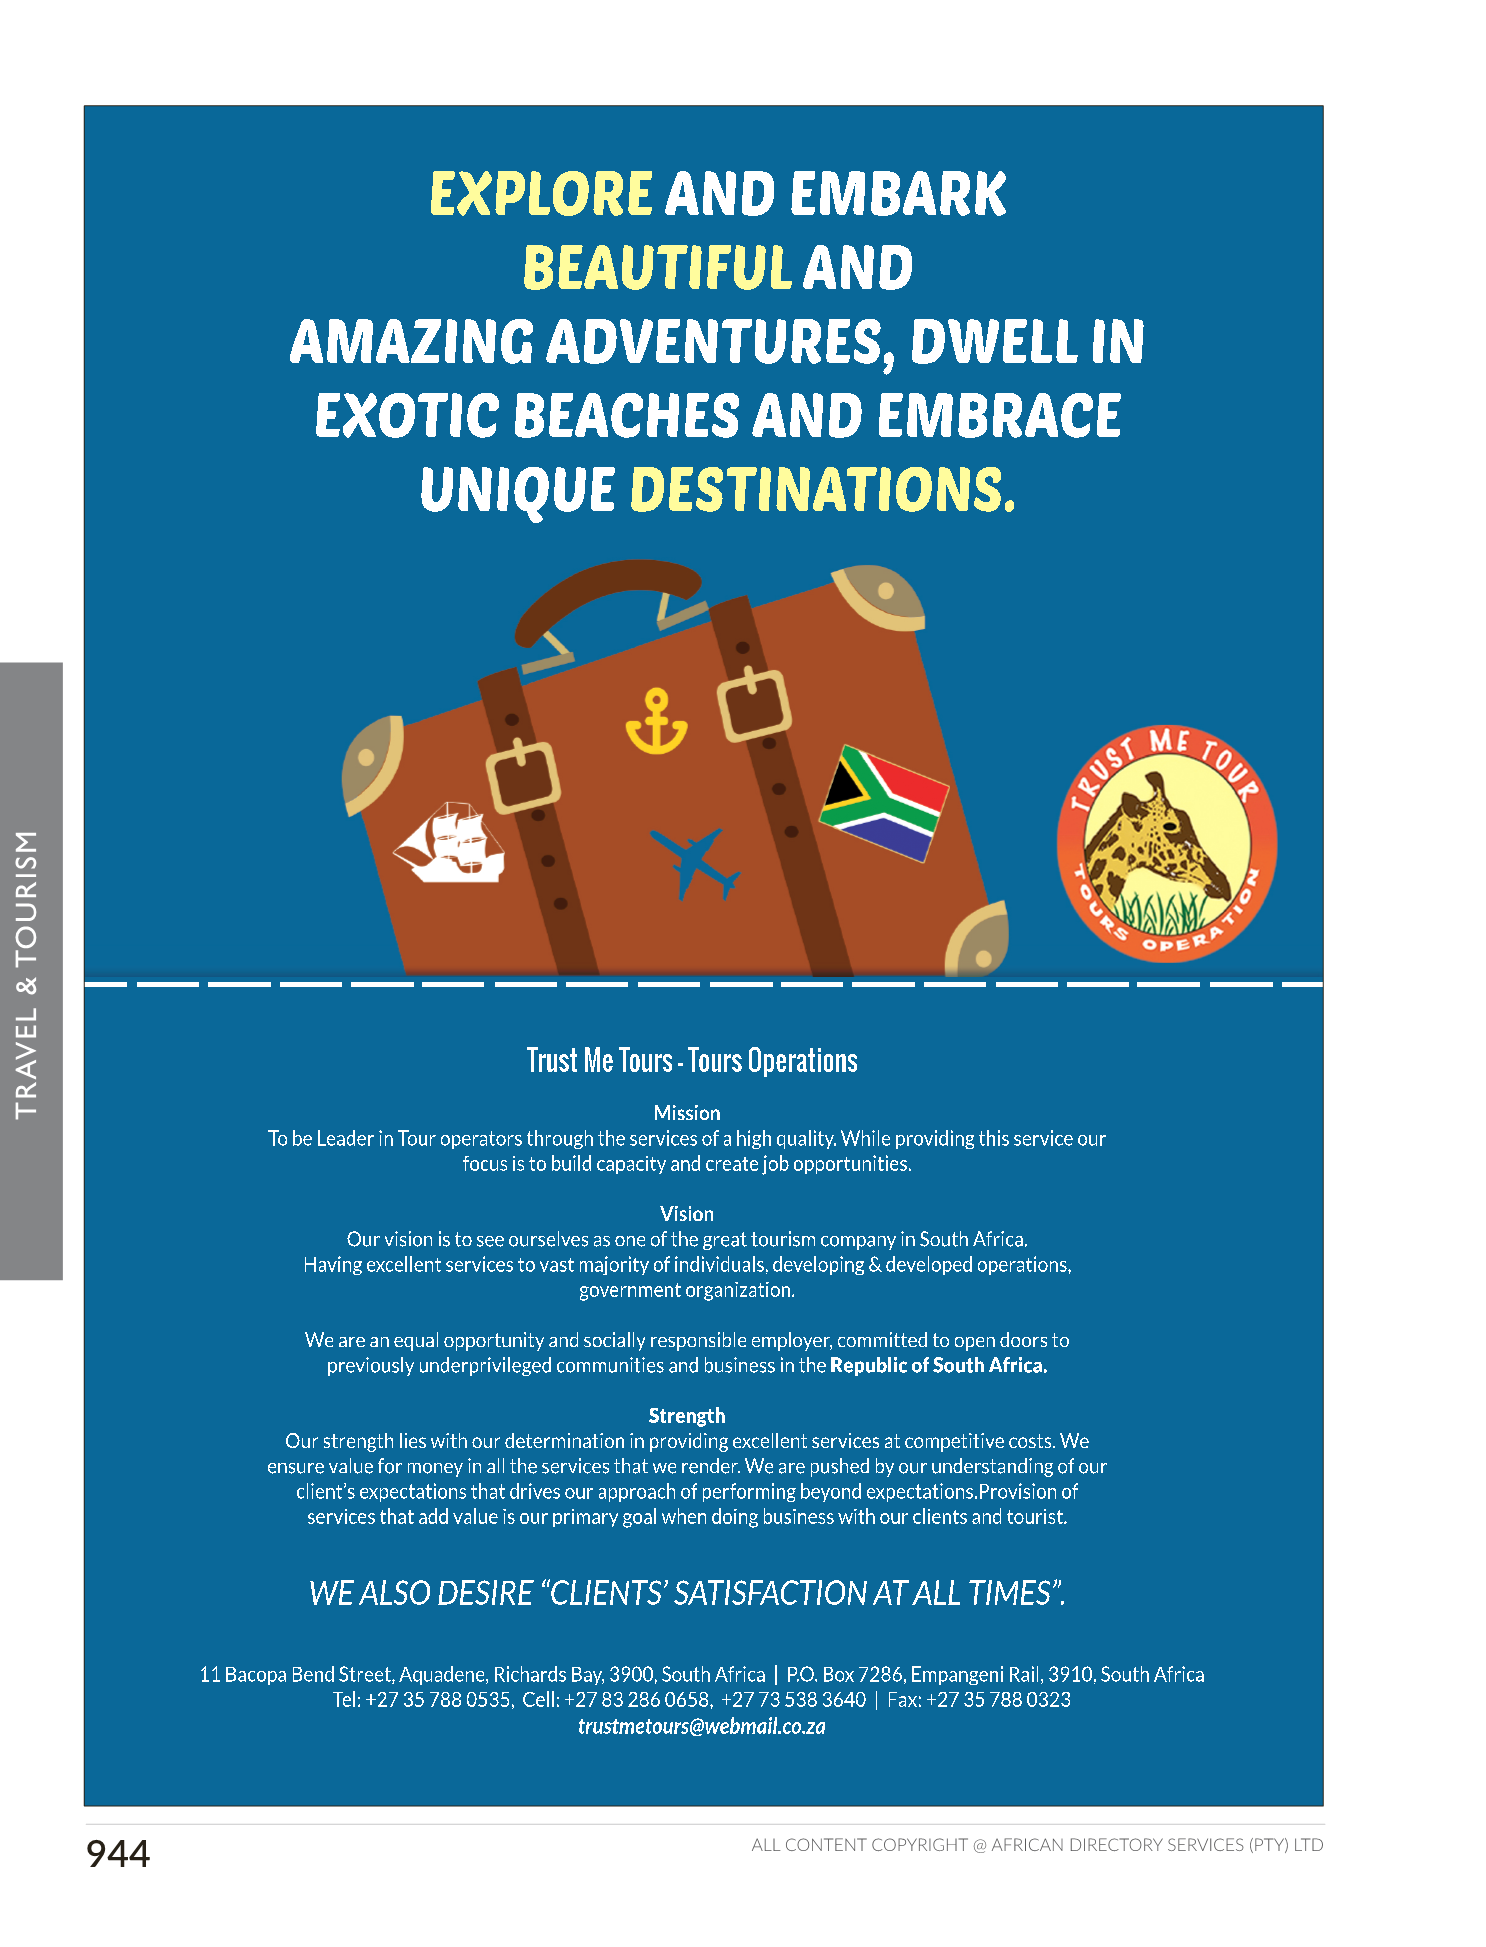 EXPLORE AND EMBARK
BEAUTIFUL AND
AMAZING ADVENTURES, DWELL IN
EXOTIC BEACHES AND EMBRACE
UNIQUE DESTINATIONS.
TRUST ME TOUR
TOURS OPERATION
TRAVEL & TOURISM
Trust Me Tours - Tours Operations
Mission
To be Leader in Tour operators through the services of a high quality. While providing this service our
focus is to build capacity and create job opportunities.
Vision
Our vision is to see ourselves as one of the great tourism company in South Africa.
Having excellent services to vast majority of individuals, developing & developed operations,
government organization.
We are an equal opportunity and socially responsible employer, committed to open doors to
previously underprivileged communities and business in the Republic of South Africa.
Strength
Our strength lies with our determination in providing excellent services at competitive costs. We
ensure value for money in all the services that we render. We are pushed by our understanding of our
client's expectations that drives our approach of performing beyond expectations.Provision of
services that add value is our primary goal when doing business with our clients and tourist.
WE ALSO DESIRE "CLIENTS' SATISFACTION AT ALL TIMES".
11 Bacopa Bend Street, Aquadene, Richards Bay, 3900, South Africa | P.O. Box 7286, Empangeni Rail, 3910, South Africa
Tel: +27 35 788 0535, Cell: +27 83 286 0658, +27 73 538 3640 | Fax: +27 35 788 0323
trustmetours@webmail.co.za
944
ALL CONTENT COPYRIGHT @ AFRICAN DIRECTORY SERVICES (PTY) LTD